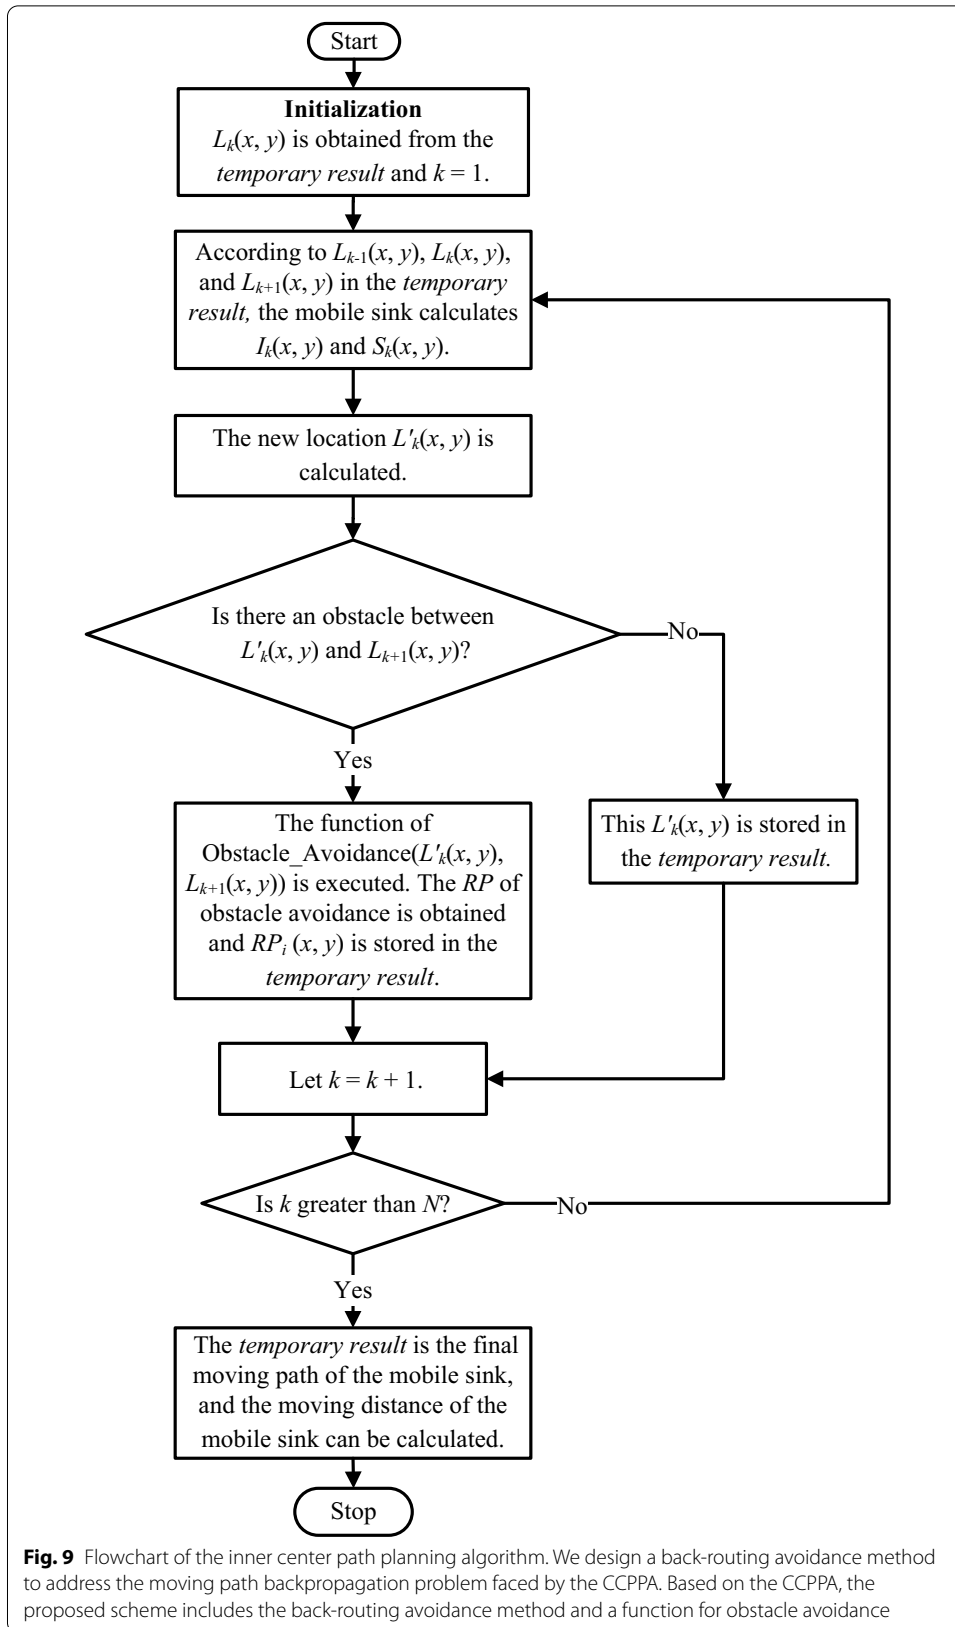 Start
Initialization
Lk(x, y) is obtained from the
temporary result and k = 1.
According to Lk-1(x, y), Lk(x, y),
and Lk+1(x, y) in the temporary
result, the mobile sink calculates
Ik(x, y) and Sk(x, y).
The new location L'k(x, y) is
calculated.
Is there an obstacle between
L'k(x, y) and Lk+1(x, y)?
No
Yes
The function of
Obstacle_Avoidance(L'k(x, y),
Lk+1(x, y)) is executed. The RP of
obstacle avoidance is obtained
and RPi (x, y) is stored in the
temporary result.
This L'k(x, y) is stored in
the temporary result.
Let k = k + 1.
Is k greater than N?
No
Yes
The temporary result is the final
moving path of the mobile sink,
and the moving distance of the
mobile sink can be calculated.
Stop
Fig. 9 Flowchart of the inner center path planning algorithm. We design a back-routing avoidance method
to address the moving path backpropagation problem faced by the CCPPA. Based on the CCPPA, the
proposed scheme includes the back-routing avoidance method and a function for obstacle avoidance